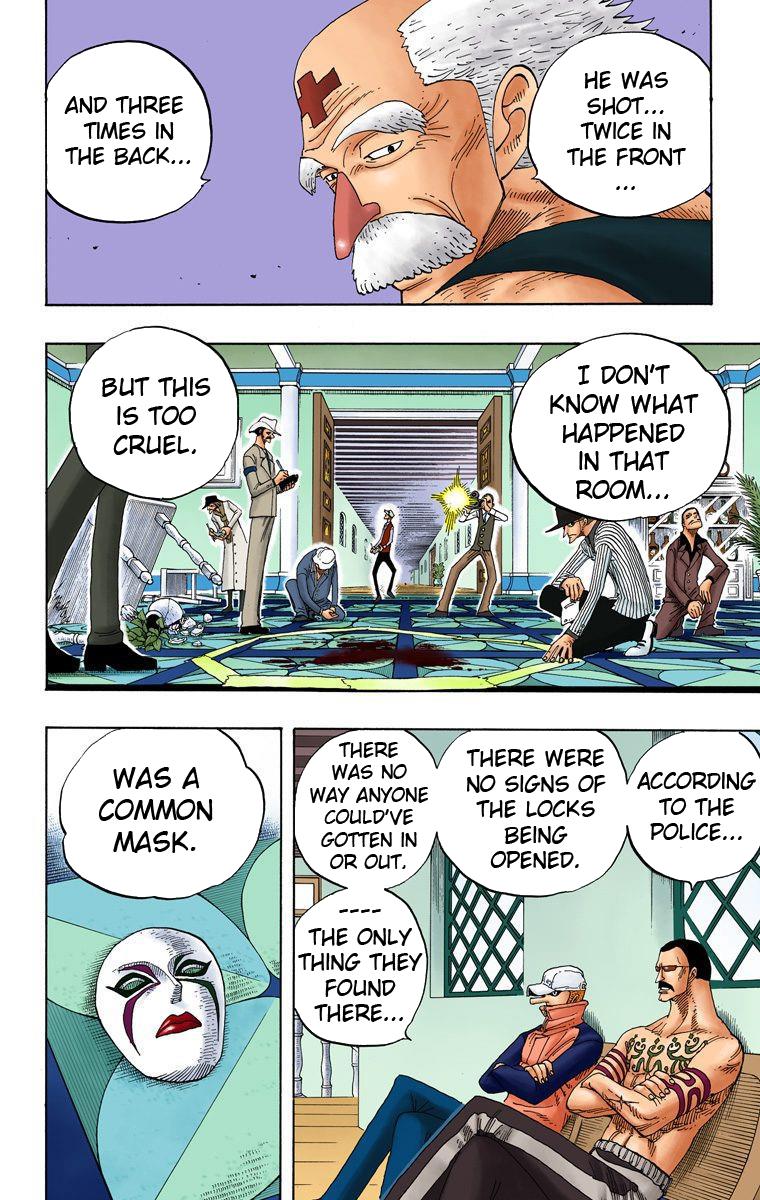 HE WAS
SHOT...
TWICE IN
THE FRONT
...
AND THREE
TIMES IN
THE BACK...
I DON'T
KNOW WHAT
HAPPENED
IN THAT
ROOM...
BUT THIS
IS TOO
CRUEL.
ACCORDING
TO THE
POLICE...
THERE WERE
NO SIGNS OF
THE LOCKS
BEING
OPENED.
THERE
WAS NO
WAY ANYONE
COULD'VE
GOTTEN IN
OR OUT.
----
THE ONLY
THING THEY
FOUND
THERE...
WAS A
COMMON
MASK.